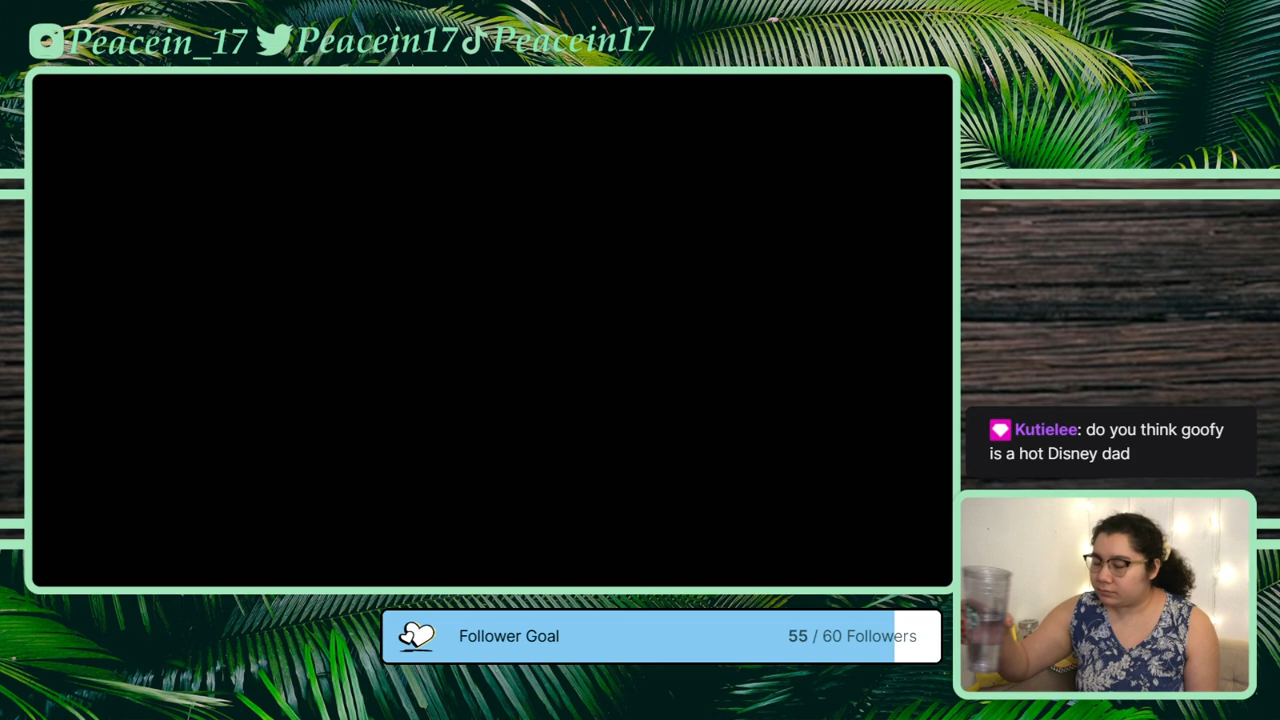 Peacein_17 Peacein17 Peacein17
Kutielee: do you think goofy
is a hot Disney dad
Follower Goal 55 / 60 Followers